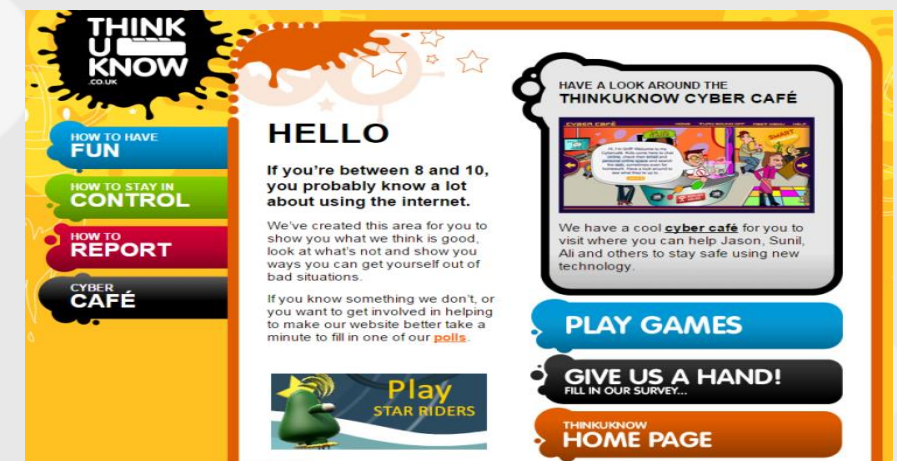 THINK
U
KNOW
.CO.UK
HOW TO HAVE
FUN
HOW TO STAY IN
CONTROL
HOW TO
REPORT
CYBER
CAFÉ
HELLO
If you're between 8 and 10,
you probably know a lot
about using the internet.
We've created this area for you to
show you what we think is good,
look at what's not and show you
ways you can get yourself out of
bad situations.
If you know something we don't, or
you want to get involved in helping
to make our website better take a
minute to fill in one of our polls.
Play
STAR RIDERS
HAVE A LOOK AROUND THE
THINKUKNOW CYBER CAFÉ
CYBER CAFÉ
SMART
We have a cool cyber café for you to
visit where you can help Jason, Sunil,
Ali and others to stay safe using new
technology.
PLAY GAMES
GIVE US A HAND!
FILL IN OUR SURVEY...
THINKUKNOW
HOME PAGE